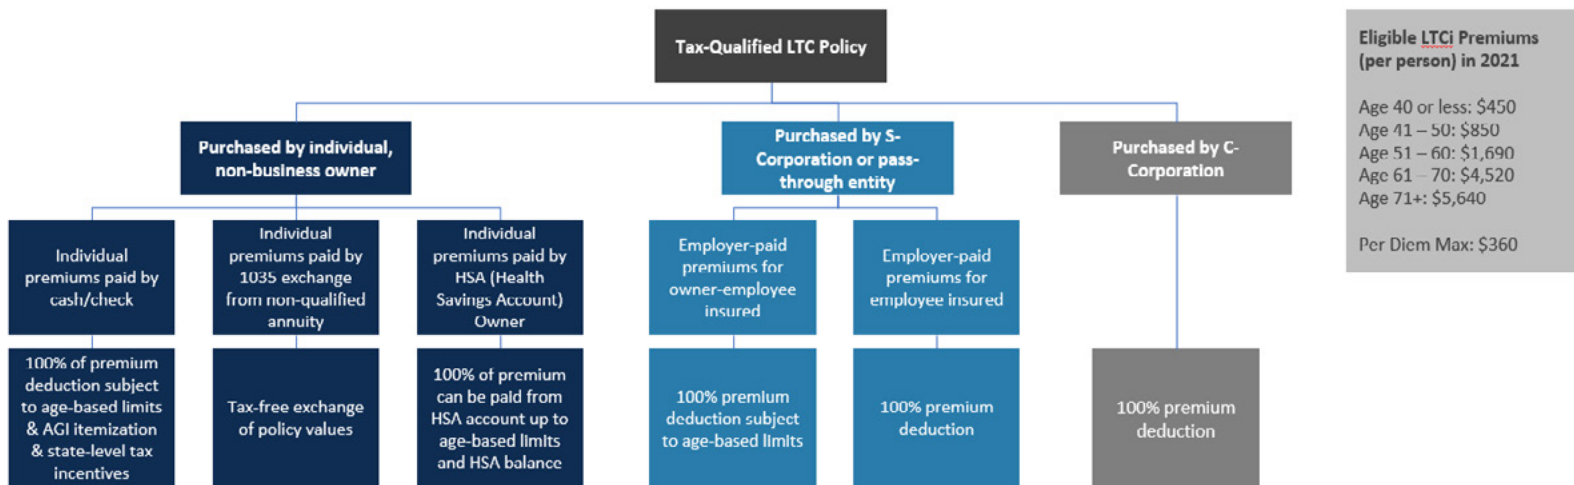 Tax-Qualified LTC Policy
Purchased by individual,
non-business owner
Purchased by S-
Corporation or pass-
through entity
Purchased by C-
Corporation
Individual
premiums paid by
cash/check
Individual
premiums paid by
1035 exchange
from non-qualified
annuity
Individual
premiums paid by
HSA (Health
Savings Account)
Owner
Employer-paid
premiums for
owner-employee
insured
Employer-paid
premiums for
employee insured
100% of premium
deduction subject
to age-based limits
& AGI itemization
& state-level tax
incentives
Tax-free exchange
of policy values
100% of premium
can be paid from
HSA account up to
age-based limits
and HSA balance
100% premium
deduction subject
to age-based limits
100% premium
deduction
100% premium
deduction
Eligible LTCi Premiums
(per person) in 2021
Age 40 or less: $450
Age 41 – 50: $850
Age 51 – 60: $1,690
Age 61 – 70: $4,520
Age 71+: $5,640
Per Diem Max: $360